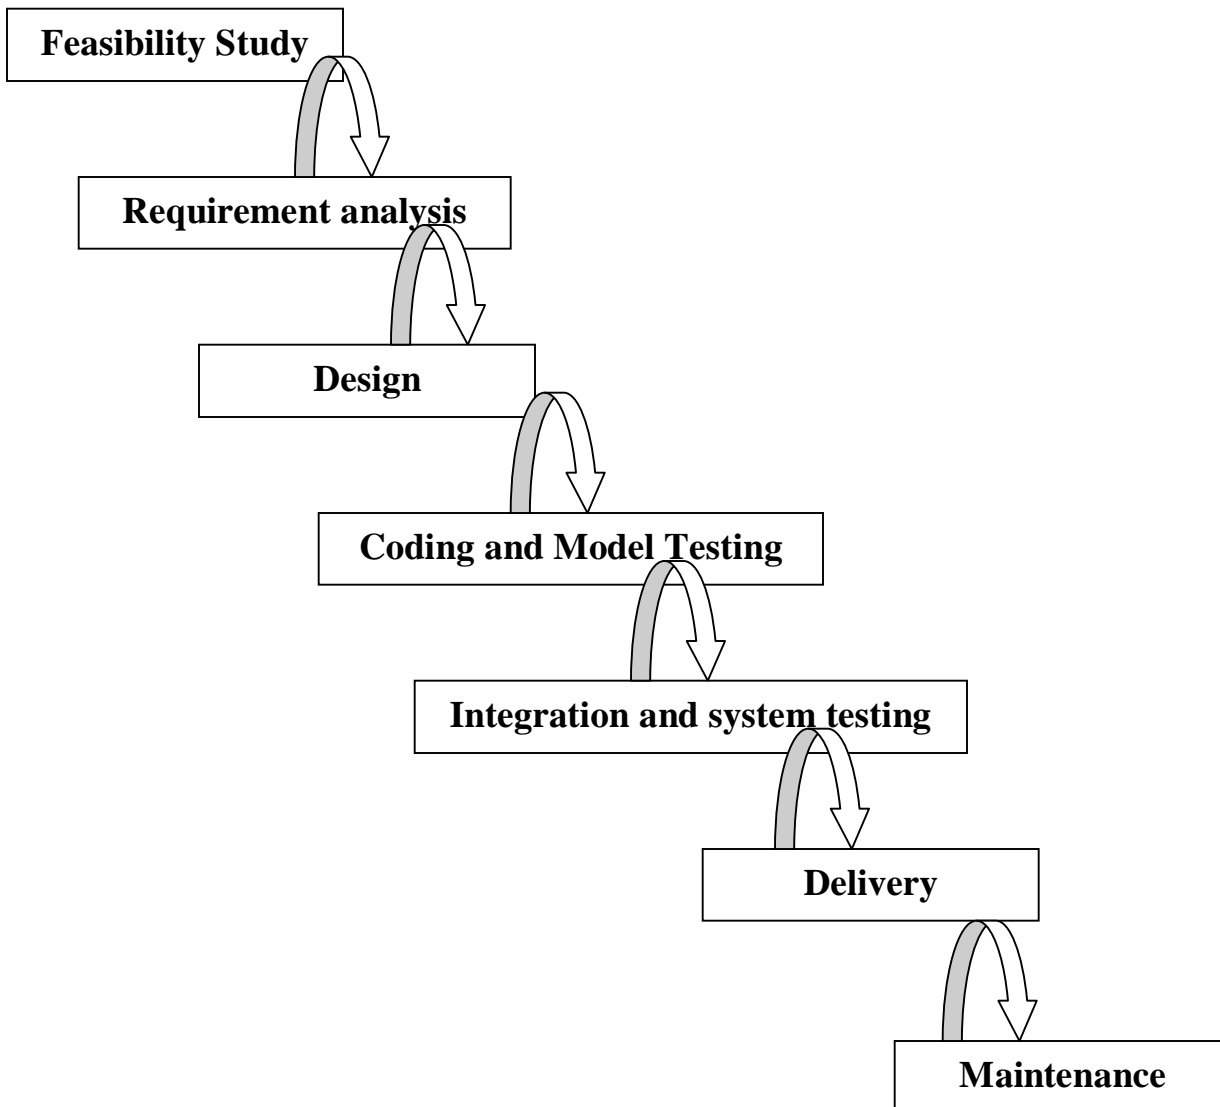 Feasibility Study
Requirement analysis
Design
Coding and Model Testing
Integration and system testing
Delivery
Maintenance